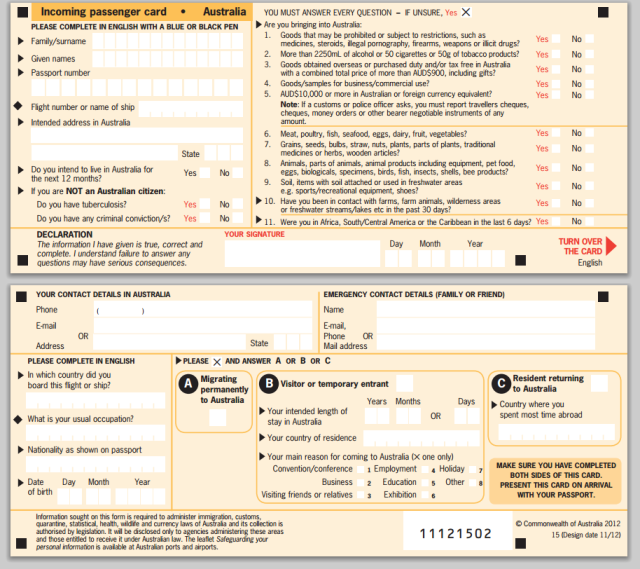 Incoming passenger card • Australia
PLEASE COMPLETE IN ENGLISH WITH A BLUE OR BLACK PEN
Family/surname
Given names
Passport number
Flight number or name of ship
Intended address in Australia
State
Do you intend to live in Australia for
the next 12 months?
Yes No
If you are NOT an Australian citizen:
Do you have tuberculosis? Yes No
Do you have any criminal conviction/s? Yes No
YOU MUST ANSWER EVERY QUESTION – IF UNSURE, Yes X
Are you bringing into Australia:
1. Goods that may be prohibited or subject to restrictions, such as
medicines, steroids, illegal pornography, firearms, weapons or illicit drugs? Yes No
2. More than 2250mL of alcohol or 50 cigarettes or 50g of tobacco products? Yes No
3. Goods obtained overseas or purchased duty and/or tax free in Australia
with a combined total price of more than AUD$900, including gifts? Yes No
4. Goods/samples for business/commercial use? Yes No
5. AUD$10,000 or more in Australian or foreign currency equivalent? Yes No
Note: If a customs or police officer asks, you must report travellers cheques,
cheques, money orders or other bearer negotiable instruments of any
amount.
6. Meat, poultry, fish, seafood, eggs, dairy, fruit, vegetables? Yes No
7. Grains, seeds, bulbs, straw, nuts, plants, parts of plants, traditional
medicines or herbs, wooden articles? Yes No
8. Animals, parts of animals, animal products including equipment, pet food,
eggs, biologicals, specimens, birds, fish, insects, shells, bee products? Yes No
9. Soil, items with soil attached or used in freshwater areas
e.g. sports/recreational equipment, shoes? Yes No
10. Have you been in contact with farms, farm animals, wilderness areas
or freshwater streams/lakes etc in the past 30 days? Yes No
11. Were you in Africa, South/Central America or the Caribbean in the last 6 days? Yes No
DECLARATION
The information I have given is true, correct and
complete. I understand failure to answer any
questions may have serious consequences.
YOUR SIGNATURE
Day Month Year
TURN OVER
THE CARD
English
YOUR CONTACT DETAILS IN AUSTRALIA
Phone ( )
E-mail
OR
Address
State
EMERGENCY CONTACT DETAILS (FAMILY OR FRIEND)
Name
E-mail,
Phone OR
Mail address
PLEASE COMPLETE IN ENGLISH
In which country did you
board this flight or ship?
What is your usual occupation?
Nationality as shown on passport
Date
of birth
Day Month Year
PLEASE X AND ANSWER A OR B OR C
A Migrating
permanently
to Australia
B Visitor or temporary entrant
Years Months Days
Your intended length of
stay in Australia
OR
Your country of residence
Your main reason for coming to Australia (X one only)
Convention/conference 1 Employment 4 Holiday 7
Business 2 Education 5 Other 8
Visiting friends or relatives 3 Exhibition 6
C Resident returning
to Australia
Country where you
spent most time abroad
MAKE SURE YOU HAVE COMPLETED
BOTH SIDES OF THIS CARD.
PRESENT THIS CARD ON ARRIVAL
WITH YOUR PASSPORT.
Information sought on this form is required to administer immigration, customs,
quarantine, statistical, health, wildlife and currency laws of Australia and its collection is
authorised by legislation. It will be disclosed only to agencies administering these areas
and those entitled to receive it under Australian law. The leaflet Safeguarding your
personal information is available at Australian ports and airports.
11121502
© Commonwealth of Australia 2012
15 (Design date 11/12)